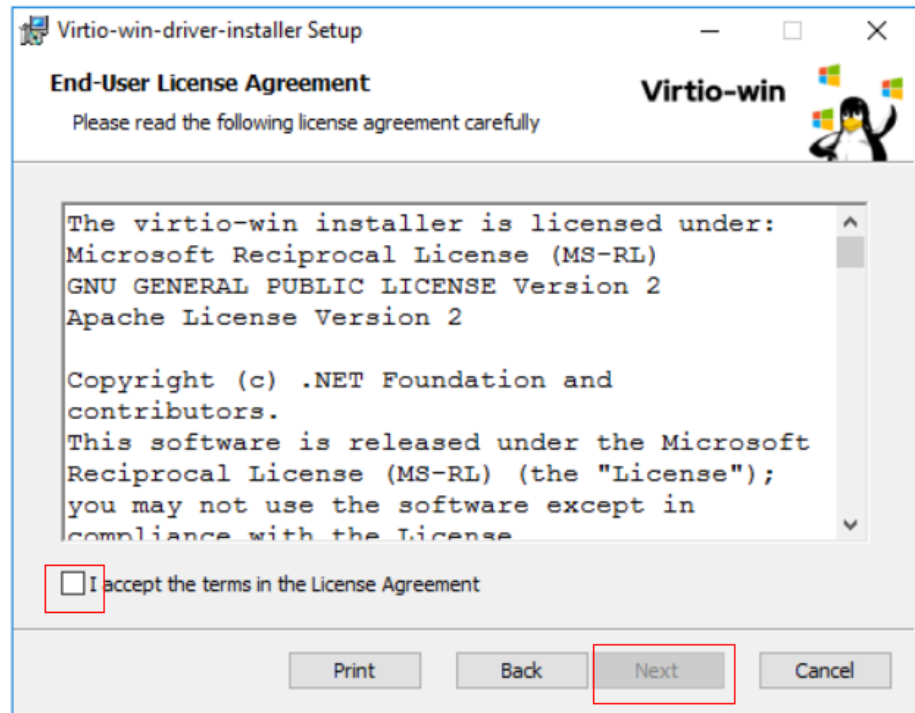 Virtio-win-driver-installer Setup
End-User License Agreement
Virtio-win
Please read the following license agreement carefully
The virtio-win installer is licensed under:
Microsoft Reciprocal License (MS-RL)
GNU GENERAL PUBLIC LICENSE Version 2
Apache License Version 2
Copyright (c) .NET Foundation and
contributors.
This software is released under the Microsoft
Reciprocal License (MS-RL) (the "License");
you may not use the software except in
compliance with the License
I accept the terms in the License Agreement
Print Back Next Cancel